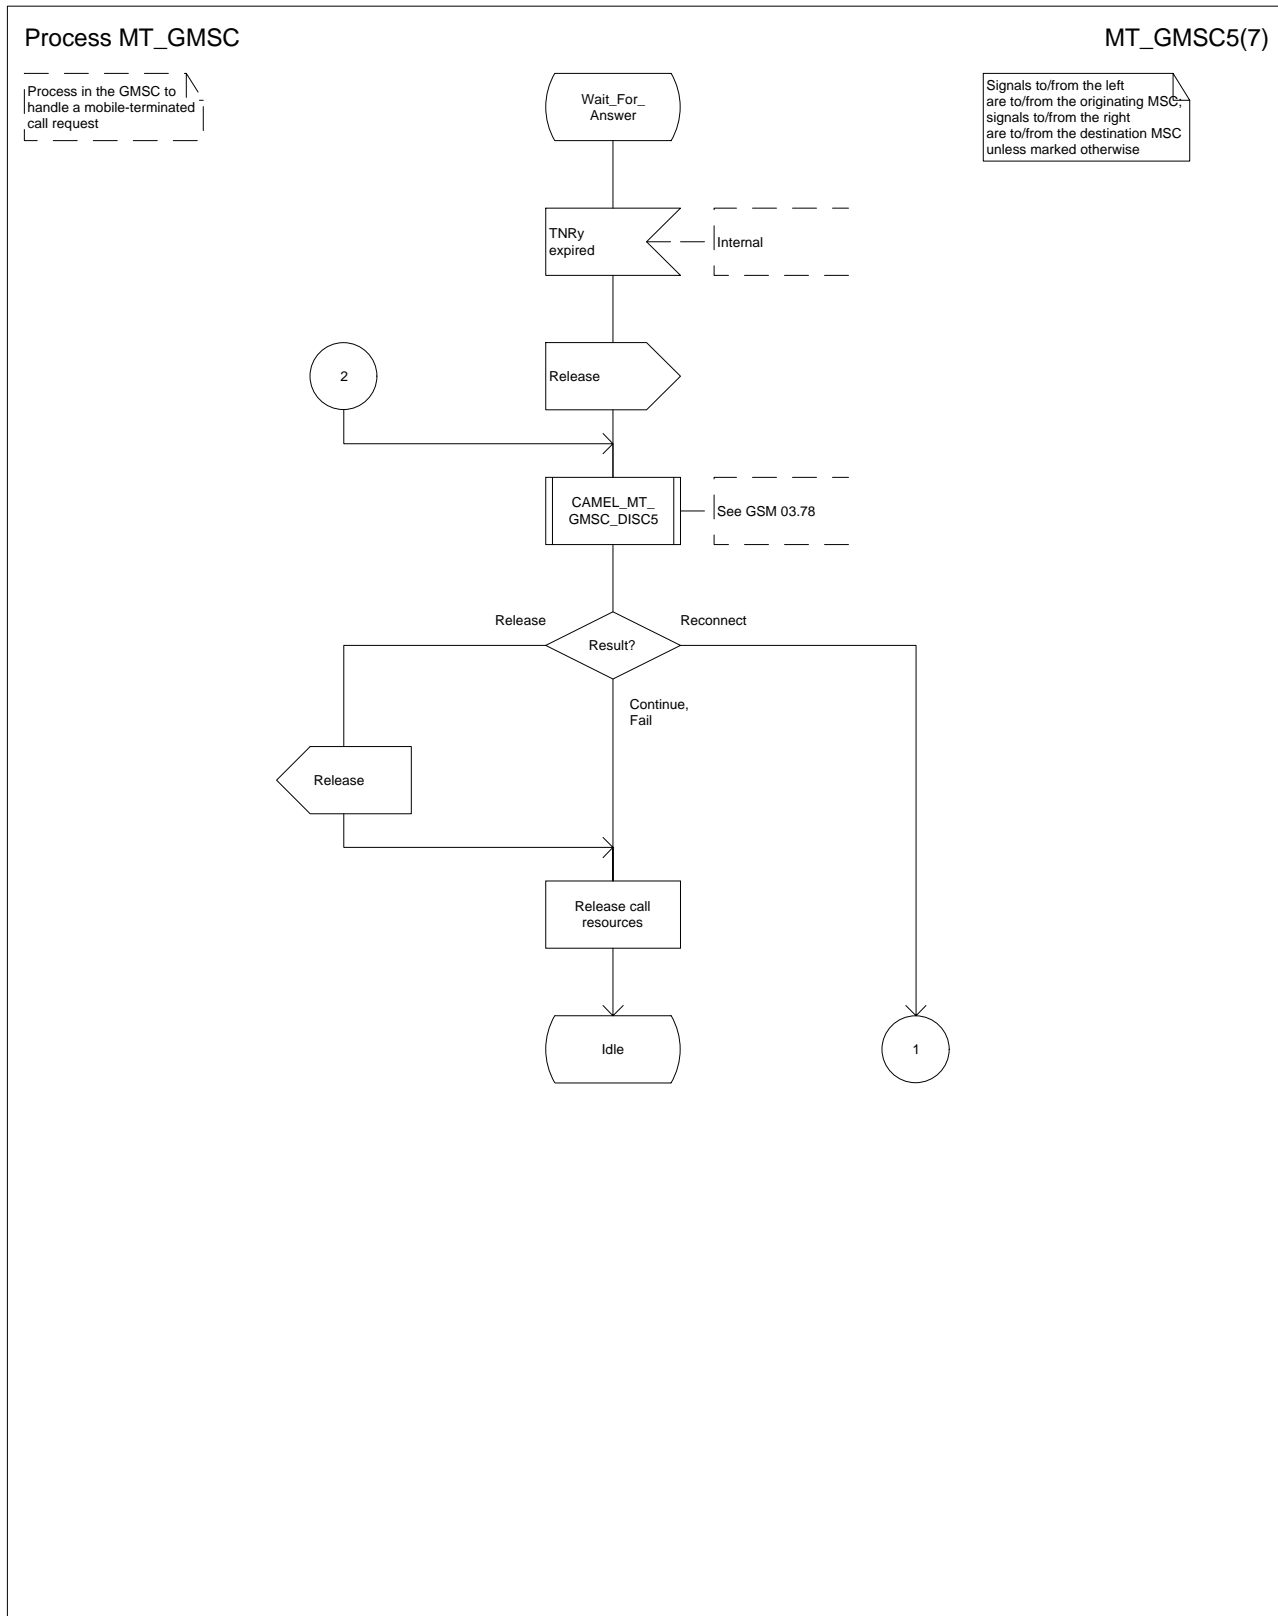 Process MT_GMSC
MT_GMSC5(7)
Process in the GMSC to
handle a mobile-terminated
call request
Signals to/from the left
are to/from the originating MSC;
signals to/from the right
are to/from the destination MSC
unless marked otherwise
Wait_For_
Answer
TNRy
expired
Internal
2
Release
CAMEL_MT_
GMSC_DISC5
See GSM 03.78
Release
Reconnect
Result?
Continue,
Fail
Release
Release call
resources
Idle
1